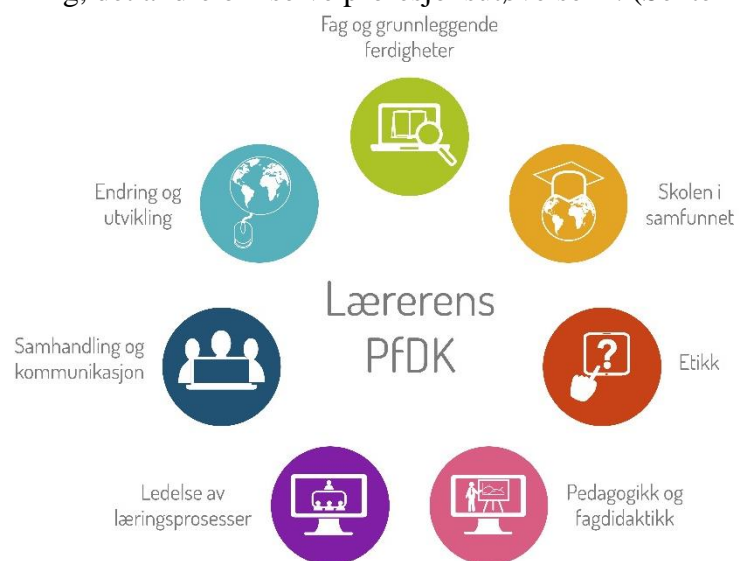 Fag og grunnleggende
ferdigheter
Skolen i
samfunnet
Etikk
Pedagogikk og
fagdidaktikk
Ledelse av
læringsprosesser
Samhandling og
kommunikasjon
Endring og
utvikling
Lærerens
PfDK
?